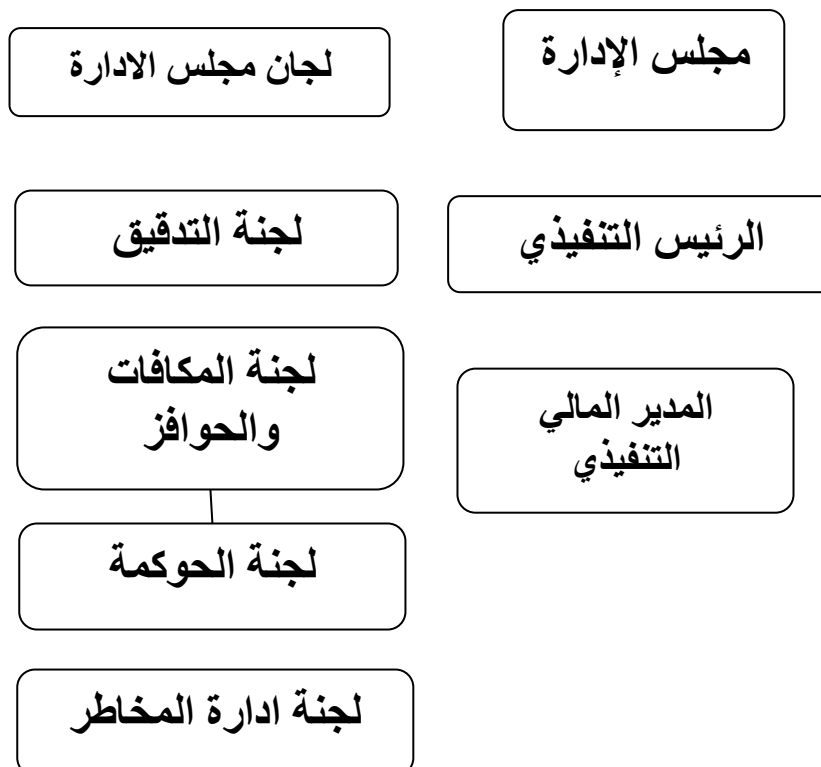 مجلس الإدارة
لجان مجلس الادارة
الرئيس التنفيذي
لجنة التدقيق
المدير المالي
التنفيذي
لجنة المكافات
والحوافز
لجنة الحوكمة
لجنة ادارة المخاطر